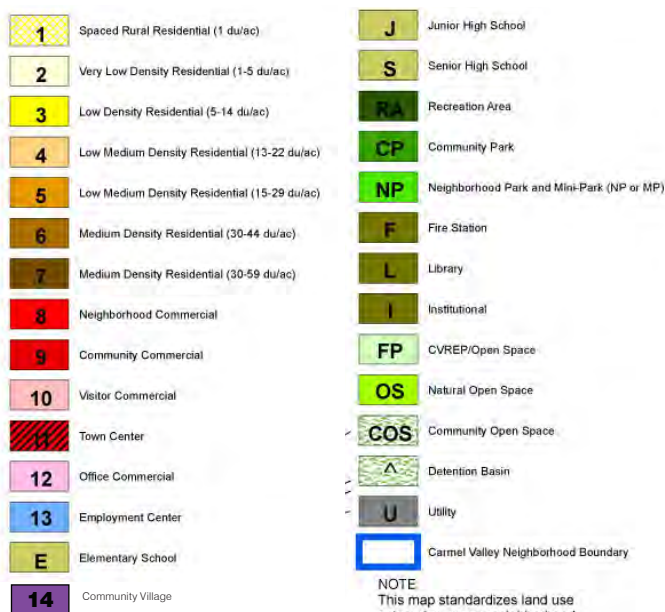 1 Spaced Rural Residential (1 du/ac)
2 Very Low Density Residential (1-5 du/ac)
3 Low Density Residential (5-14 du/ac)
4 Low Medium Density Residential (13-22 du/ac)
5 Low Medium Density Residential (15-29 du/ac)
6 Medium Density Residential (30-44 du/ac)
7 Medium Density Residential (30-59 du/ac)
8 Neighborhood Commercial
9 Community Commercial
10 Visitor Commercial
11 Town Center
12 Office Commercial
13 Employment Center
E Elementary School
14 Community Village
J Junior High School
S Senior High School
RA Recreation Area
CP Community Park
NP Neighborhood Park and Mini-Park (NP or MP)
F Fire Station
L Library
I Institutional
FP CVREP/Open Space
OS Natural Open Space
COS Community Open Space
^ Detention Basin
U Utility
Carmel Valley Neighborhood Boundary
NOTE
This map standardizes land use